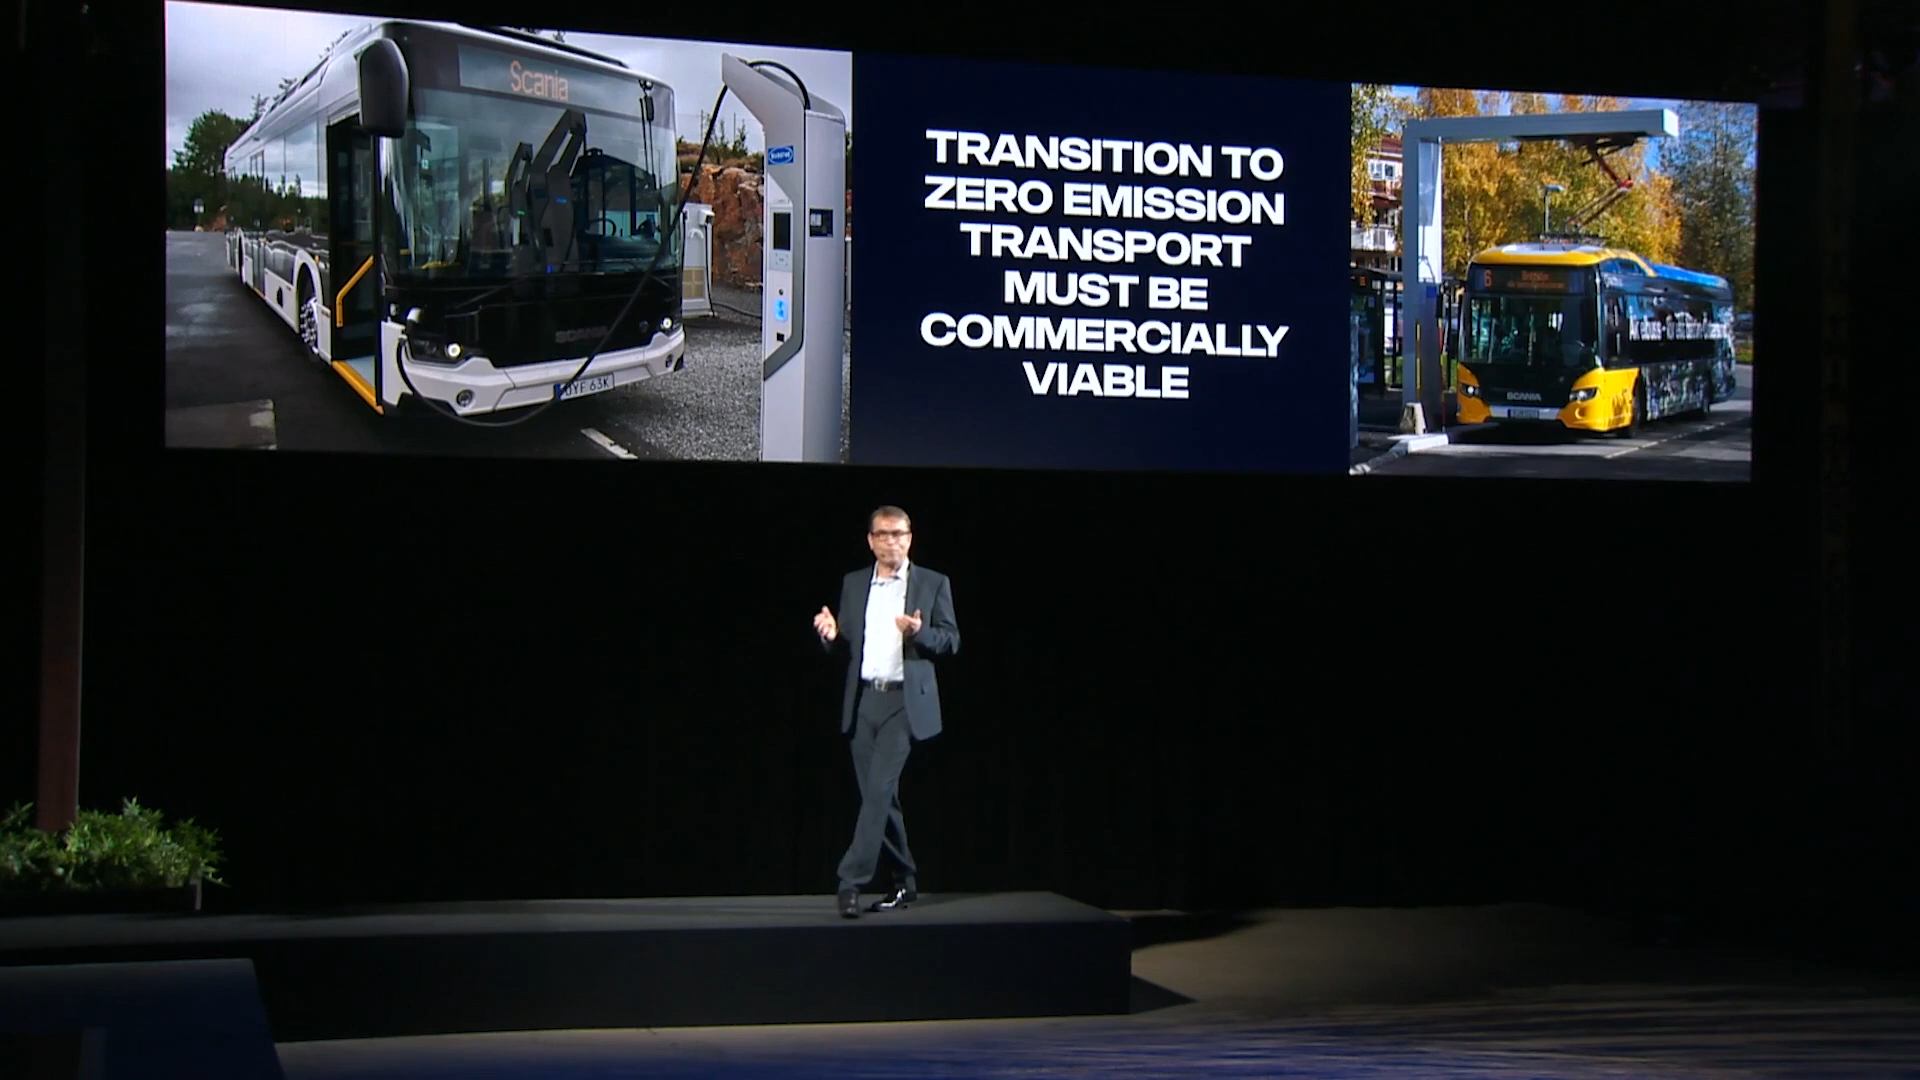 Scania
SCANIA
OYF 63K
TRANSITION TO
ZERO EMISSION
TRANSPORT
MUST BE
COMMERCIALLY
VIABLE
6
SCANIA